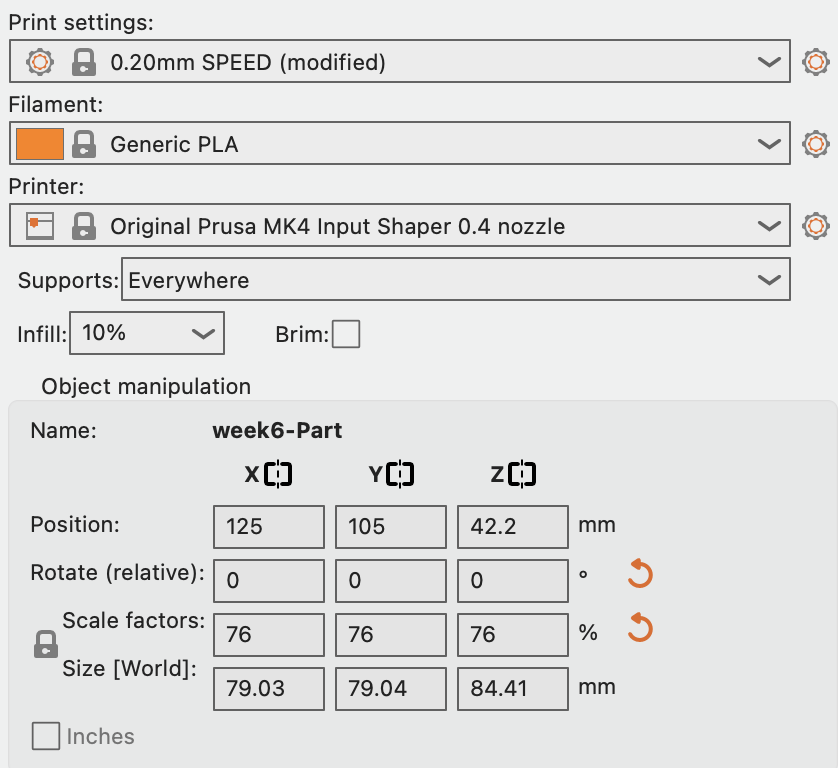 Print settings:
0.20mm SPEED (modified)
Filament:
Generic PLA
Printer:
Original Prusa MK4 Input Shaper 0.4 nozzle
Supports: Everywhere
Infill: 10% Brim:
Object manipulation
Name: week6-Part
X Y Z
Position: 125 105 42.2 mm
Rotate (relative): 0 0 0 °
Scale factors: 76 76 76 %
Size [World]: 79.03 79.04 84.41 mm
Inches